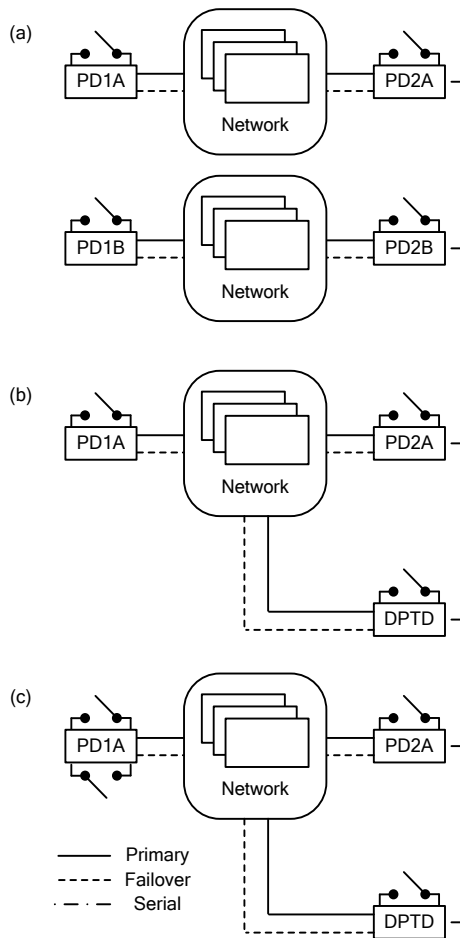 (a)
PD1A
Network
PD2A
PD1B
Network
PD2B
(b)
PD1A
Network
PD2A
DPTD
(c)
PD1A
Network
PD2A
Primary
Failover
Serial
DPTD